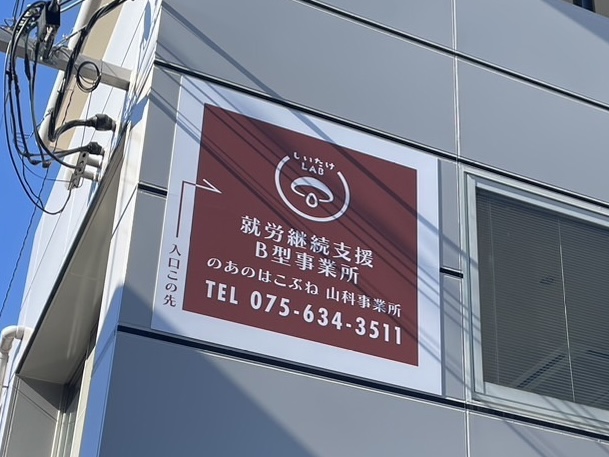 しいたけ
LAB
就労継続支援
B型事業所
のあのはこぶね 山科事業所
TEL 075-634-3511
入口この先